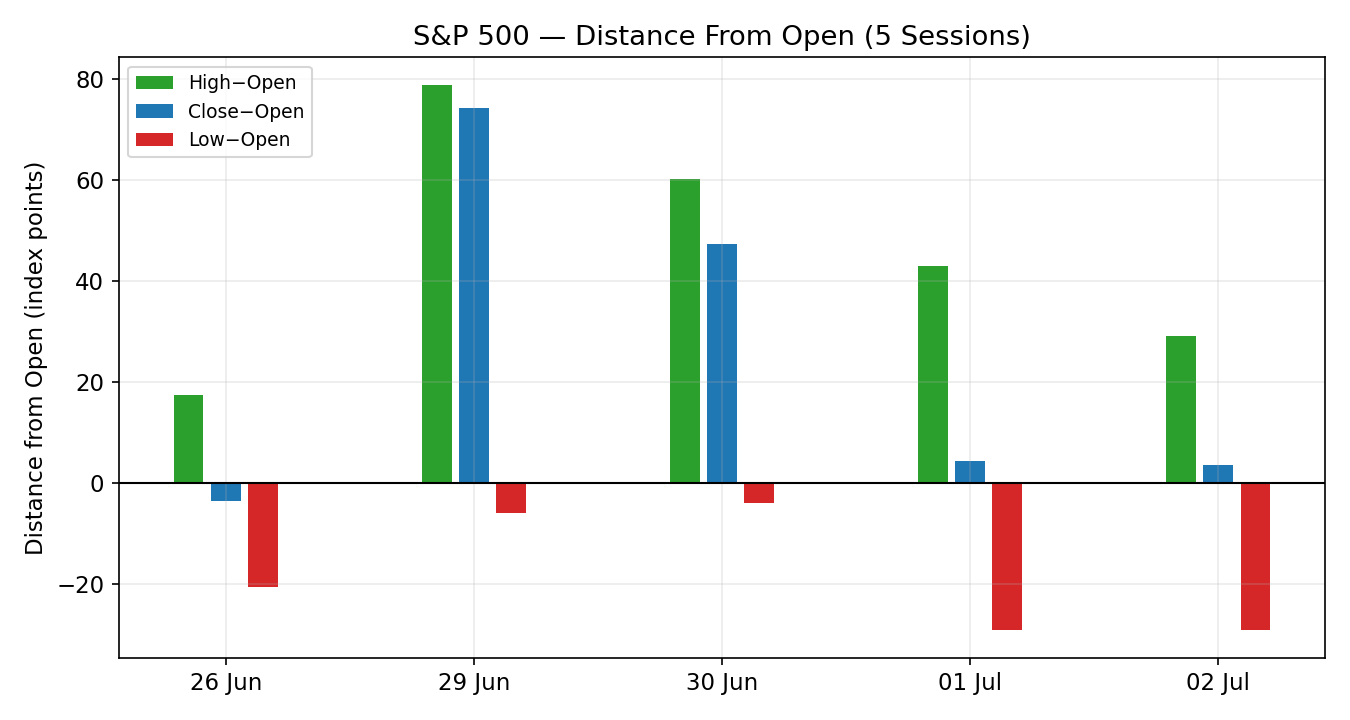 S&P 500 — Distance From Open (5 Sessions)
High−Open
Close−Open
Low−Open
Distance from Open (index points)
80
60
40
20
0
−20
26 Jun
29 Jun
30 Jun
01 Jul
02 Jul